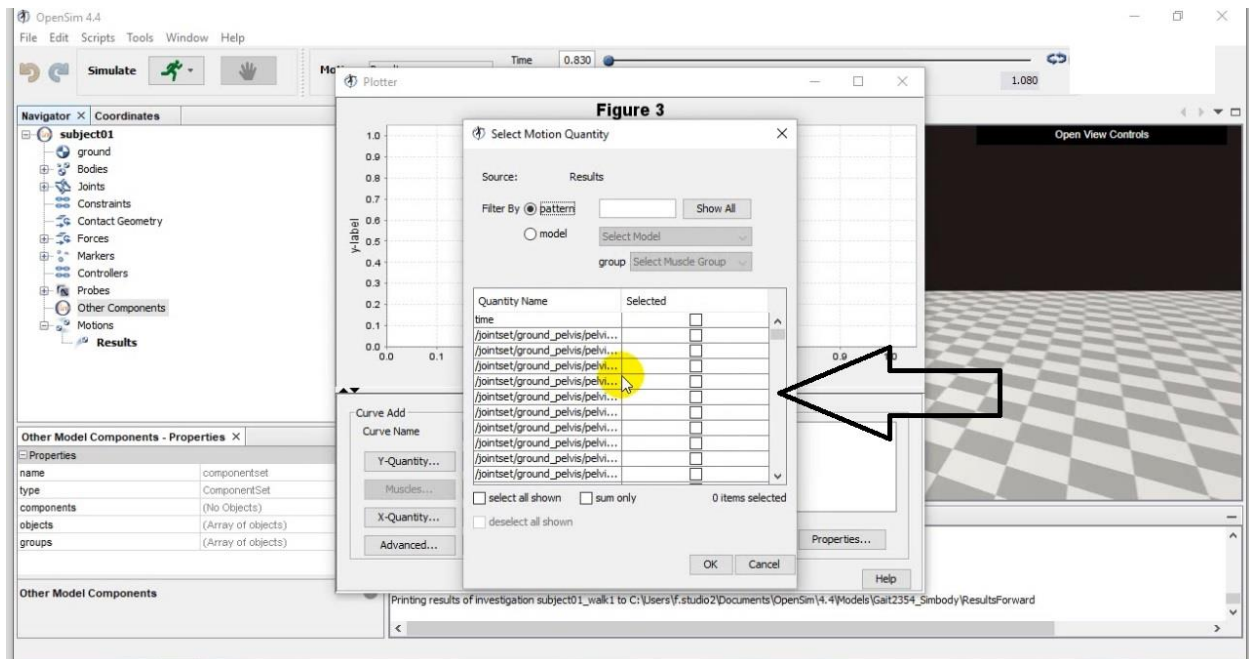 OpenSim 4.4
File Edit Scripts Tools Window Help
Simulate
Time 0.830
1.080
Navigator × Coordinates
subject01
ground
Bodies
Joints
Constraints
Contact Geometry
Forces
Markers
Controllers
Probes
Other Components
Motions
Results
Other Model Components - Properties ×
Properties
name componentset
type ComponentSet
components (No Objects)
objects (Array of objects)
groups (Array of objects)
Other Model Components
Plotter
Figure 3
y-label
1.0
0.9
0.8
0.7
0.6
0.5
0.4
0.3
0.2
0.1
0.0
0.0 0.1 0.9
Curve Add
Curve Name
Y-Quantity...
Muscles...
X-Quantity...
Advanced...
Properties...
Help
Select Motion Quantity
Source: Results
Filter By pattern Show All
model Select Model
group Select Muscle Group
Quantity Name Selected
time
/jointset/ground_pelvis/pelvi...
/jointset/ground_pelvis/pelvi...
/jointset/ground_pelvis/pelvi...
/jointset/ground_pelvis/pelvi...
/jointset/ground_pelvis/pelvi...
/jointset/ground_pelvis/pelvi...
/jointset/ground_pelvis/pelvi...
/jointset/ground_pelvis/pelvi...
/jointset/ground_pelvis/pelvi...
/jointset/ground_pelvis/pelvi...
select all shown sum only 0 items selected
deselect all shown
OK Cancel
Open View Controls
Printing results of investigation subject01_walk1 to C:\Users\f.studio2\Documents\OpenSim\4.4\Models\Gait2354_Simbody\ResultsForward